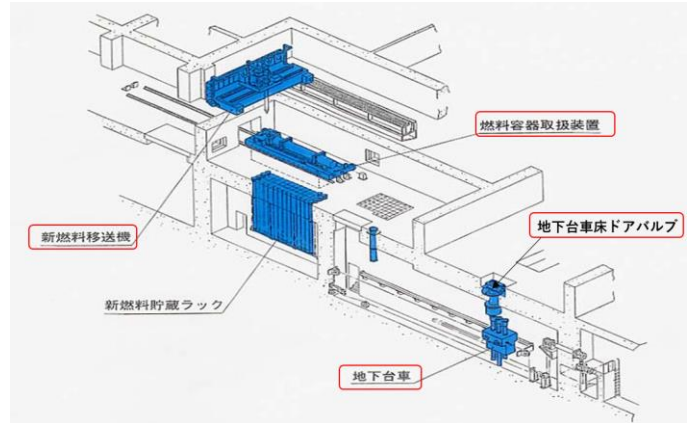 燃料容器取扱装置
地下台車床ドアバルブ
新燃料移送機
新燃料貯蔵ラック
地下台車